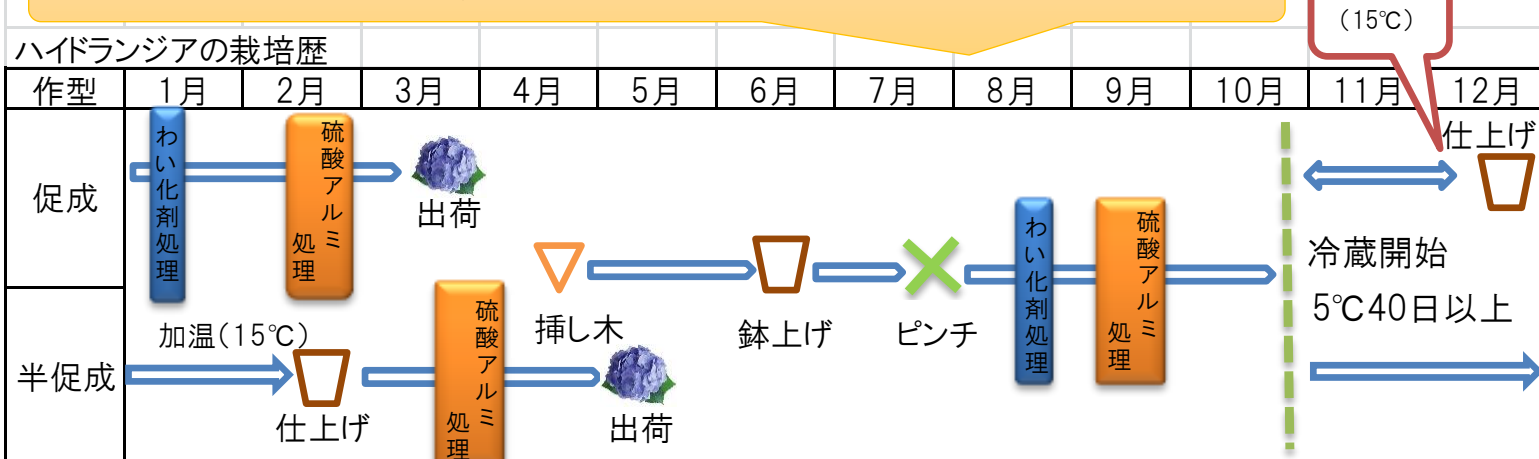 （15℃）
ハイドランジアの栽培歴
作型 1月 2月 3月 4月 5月 6月 7月 8月 9月 10月 11月 12月
促成
わい化剤処理
硫酸アルミ
処理
出荷
挿し木
鉢上げ
ピンチ
わい化剤処理
硫酸アルミ
処理
仕上げ
冷蔵開始
5℃40日以上
半促成
加温（15℃）
仕上げ
硫酸アルミ
処理
出荷